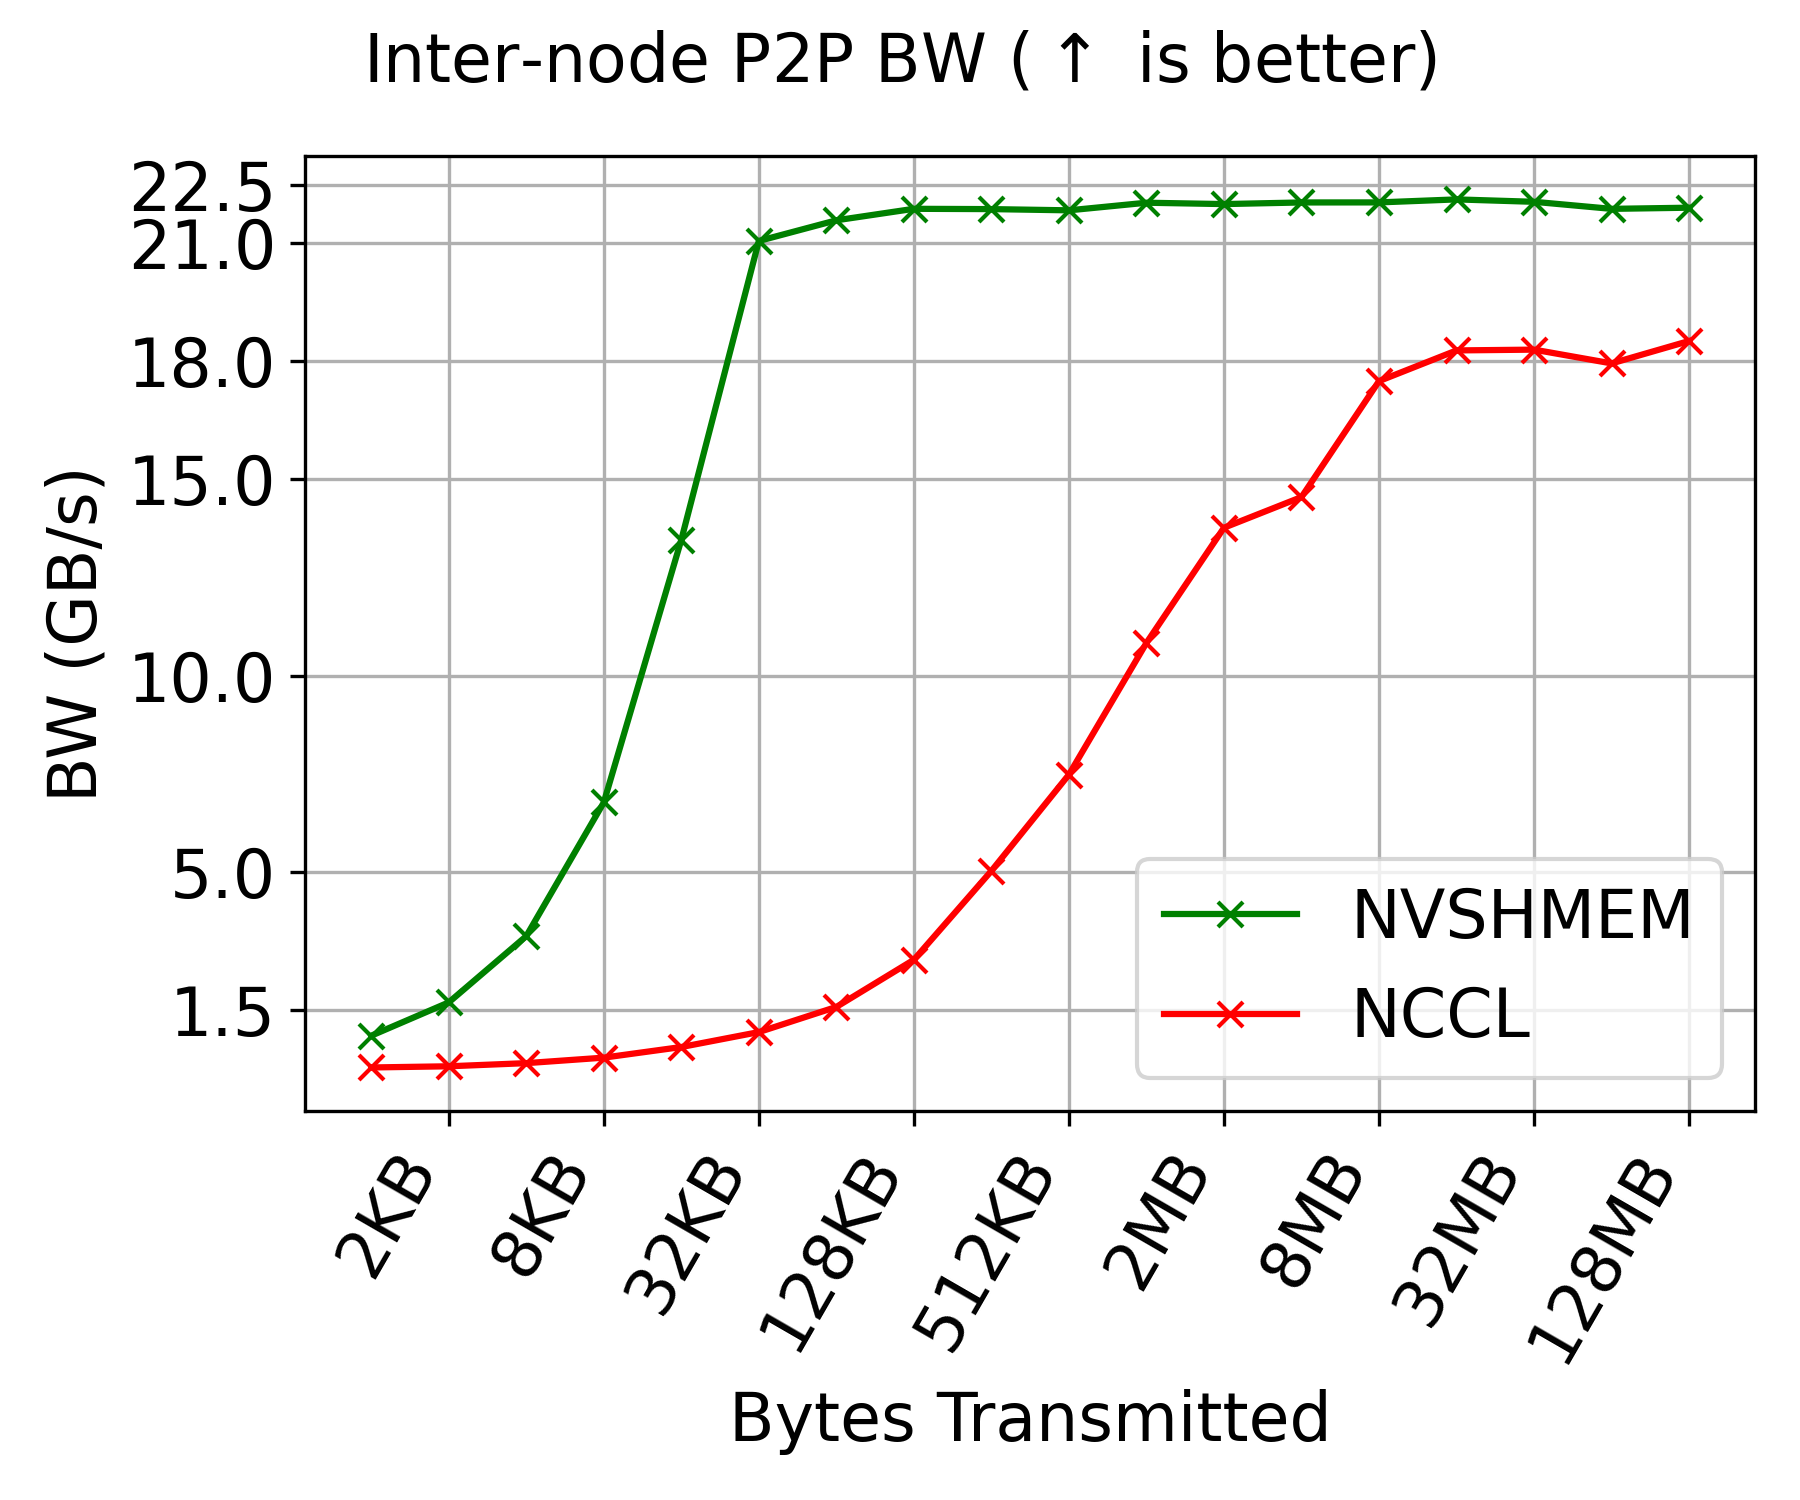 Inter-node P2P BW (↑ is better)
22.5
21.0
18.0
15.0
10.0
5.0
1.5
BW (GB/s)
NVSHMEM
NCCL
2KB
8KB
32KB
128KB
512KB
2MB
8MB
32MB
128MB
Bytes Transmitted